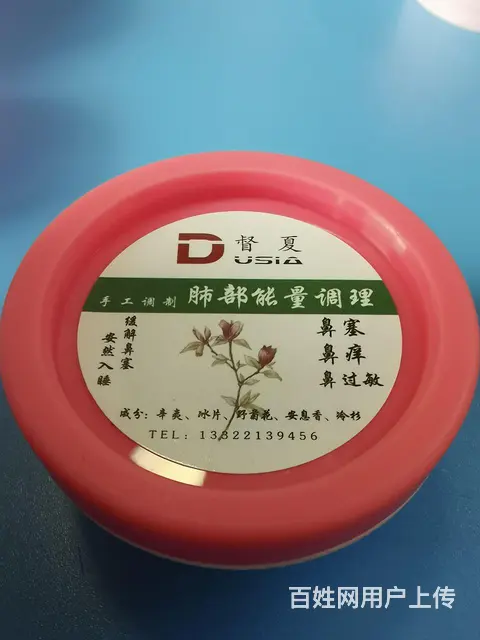 D 督夏
USiA
手工调制 肺部能量调理
缓解鼻塞
安然入睡
鼻塞
鼻痒
鼻过敏
成分：辛夷、冰片、野菊花、安息香、冷杉
TEL：13322139456
百姓网用户上传